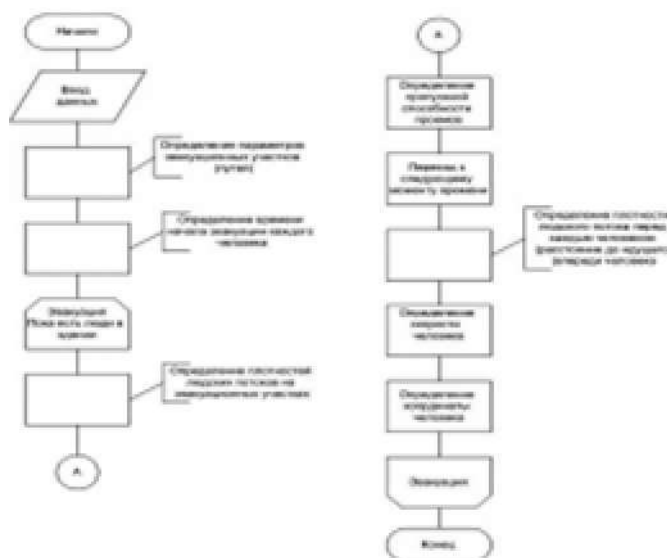 Начало
Ввод
данных
Определение параметров
эвакуационных участков
(путей)
Определение времени
начала эвакуации каждого
человека
Эвакуация
Пока есть люди в
здании
Определение плотностей
людских потоков на
эвакуационных участках
А
А
Определение
пропускной
способности
проемов
Переход к
следующему
моменту времени
Определение плотности
людского потока перед
каждым человеком
(расстояние до идущего
впереди человека)
Определение
скорости
человека
Определение
координаты
человека
Эвакуация
Конец